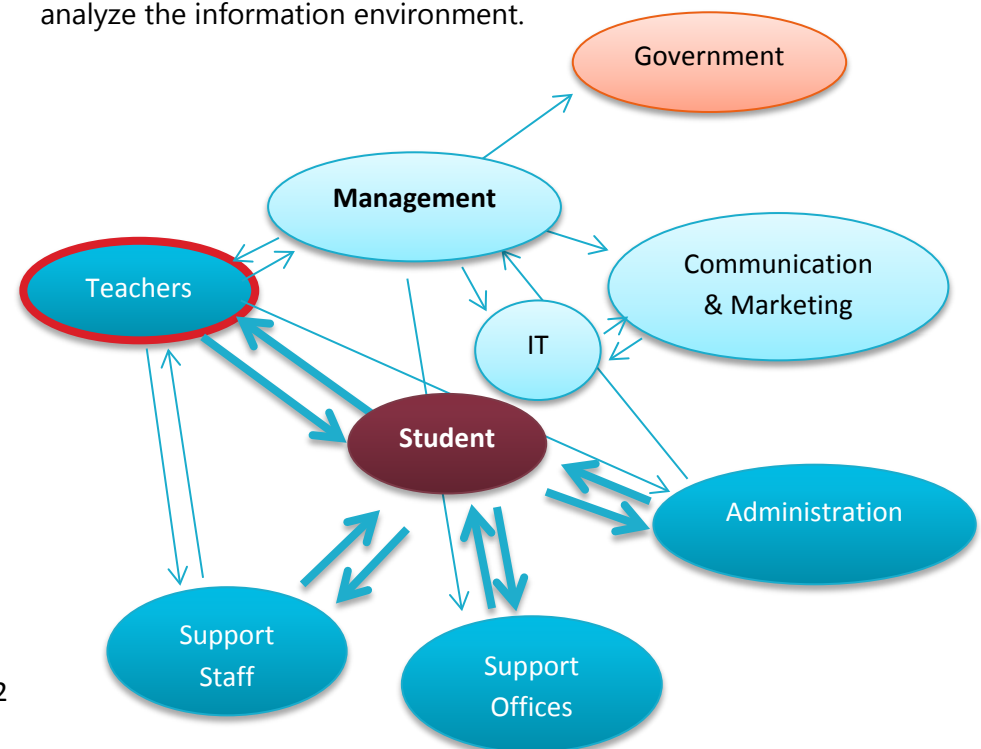 analyze the information environment.
Government
Management
Communication
& Marketing
Teachers
IT
Student
Administration
Support
Staff
Support
Offices
2